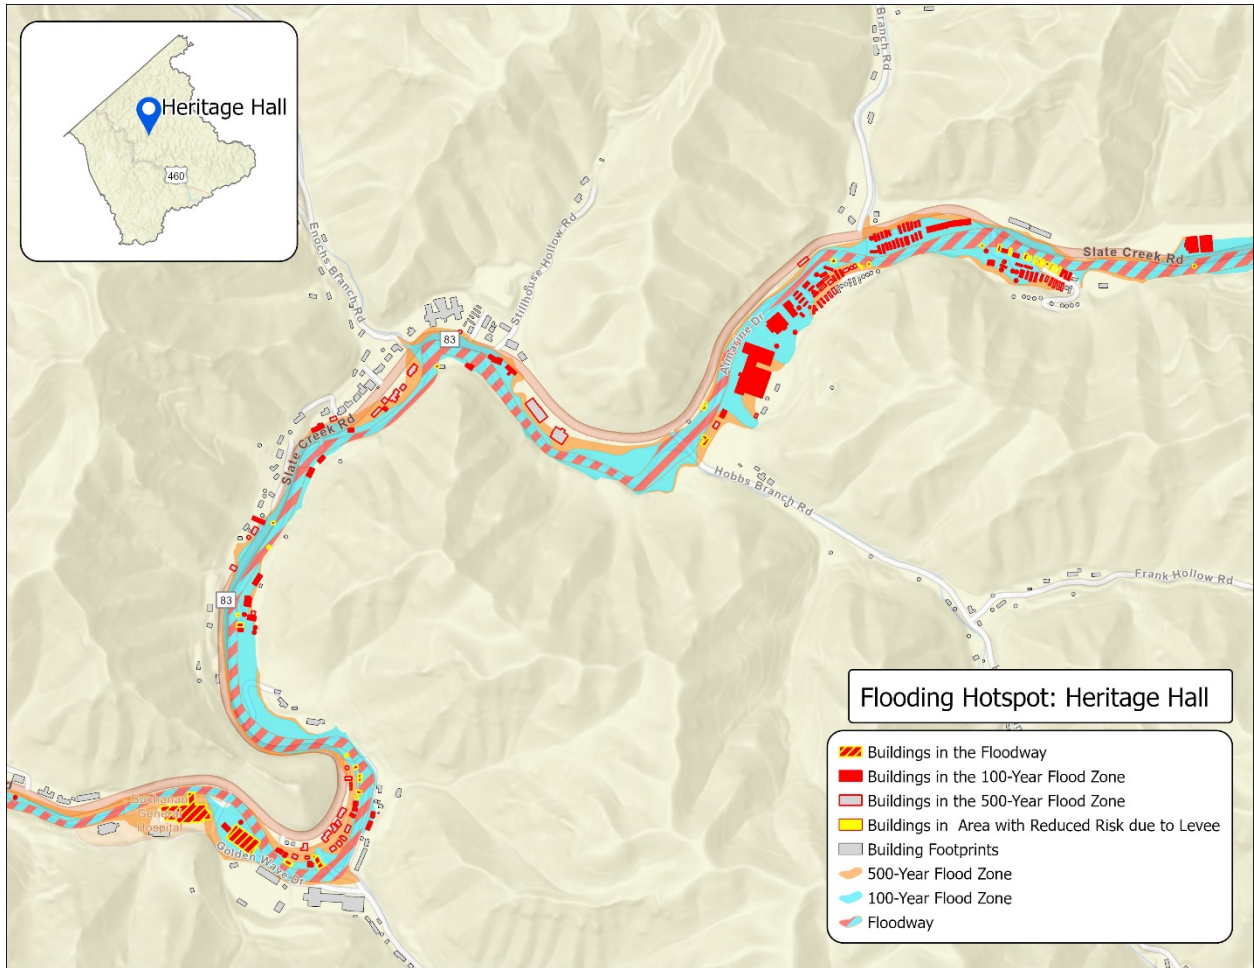 Heritage Hall
460
Branch Rd
Enochs Branch Rd
Stillhouse Hollow Rd
Slate Creek Rd
83
Almarine Dr
Slate Creek Rd
Hobbs Branch Rd
Frank Hollow Rd
83
Buchanan
General
Hospital
Golden Wave Dr
Flooding Hotspot: Heritage Hall
Buildings in the Floodway
Buildings in the 100-Year Flood Zone
Buildings in the 500-Year Flood Zone
Buildings in  Area with Reduced Risk due to Levee
Building Footprints
500-Year Flood Zone
100-Year Flood Zone
Floodway